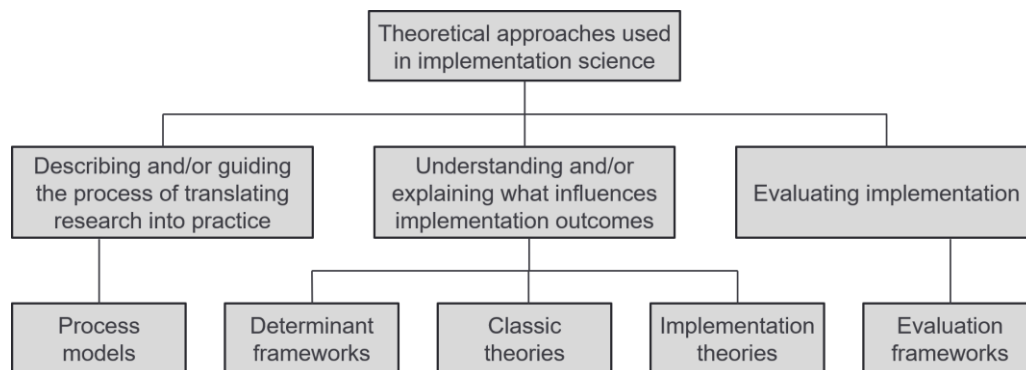 Theoretical approaches used
in implementation science
Describing and/or guiding
the process of translating
research into practice
Understanding and/or
explaining what influences
implementation outcomes
Evaluating implementation
Process
models
Determinant
frameworks
Classic
theories
Implementation
theories
Evaluation
frameworks